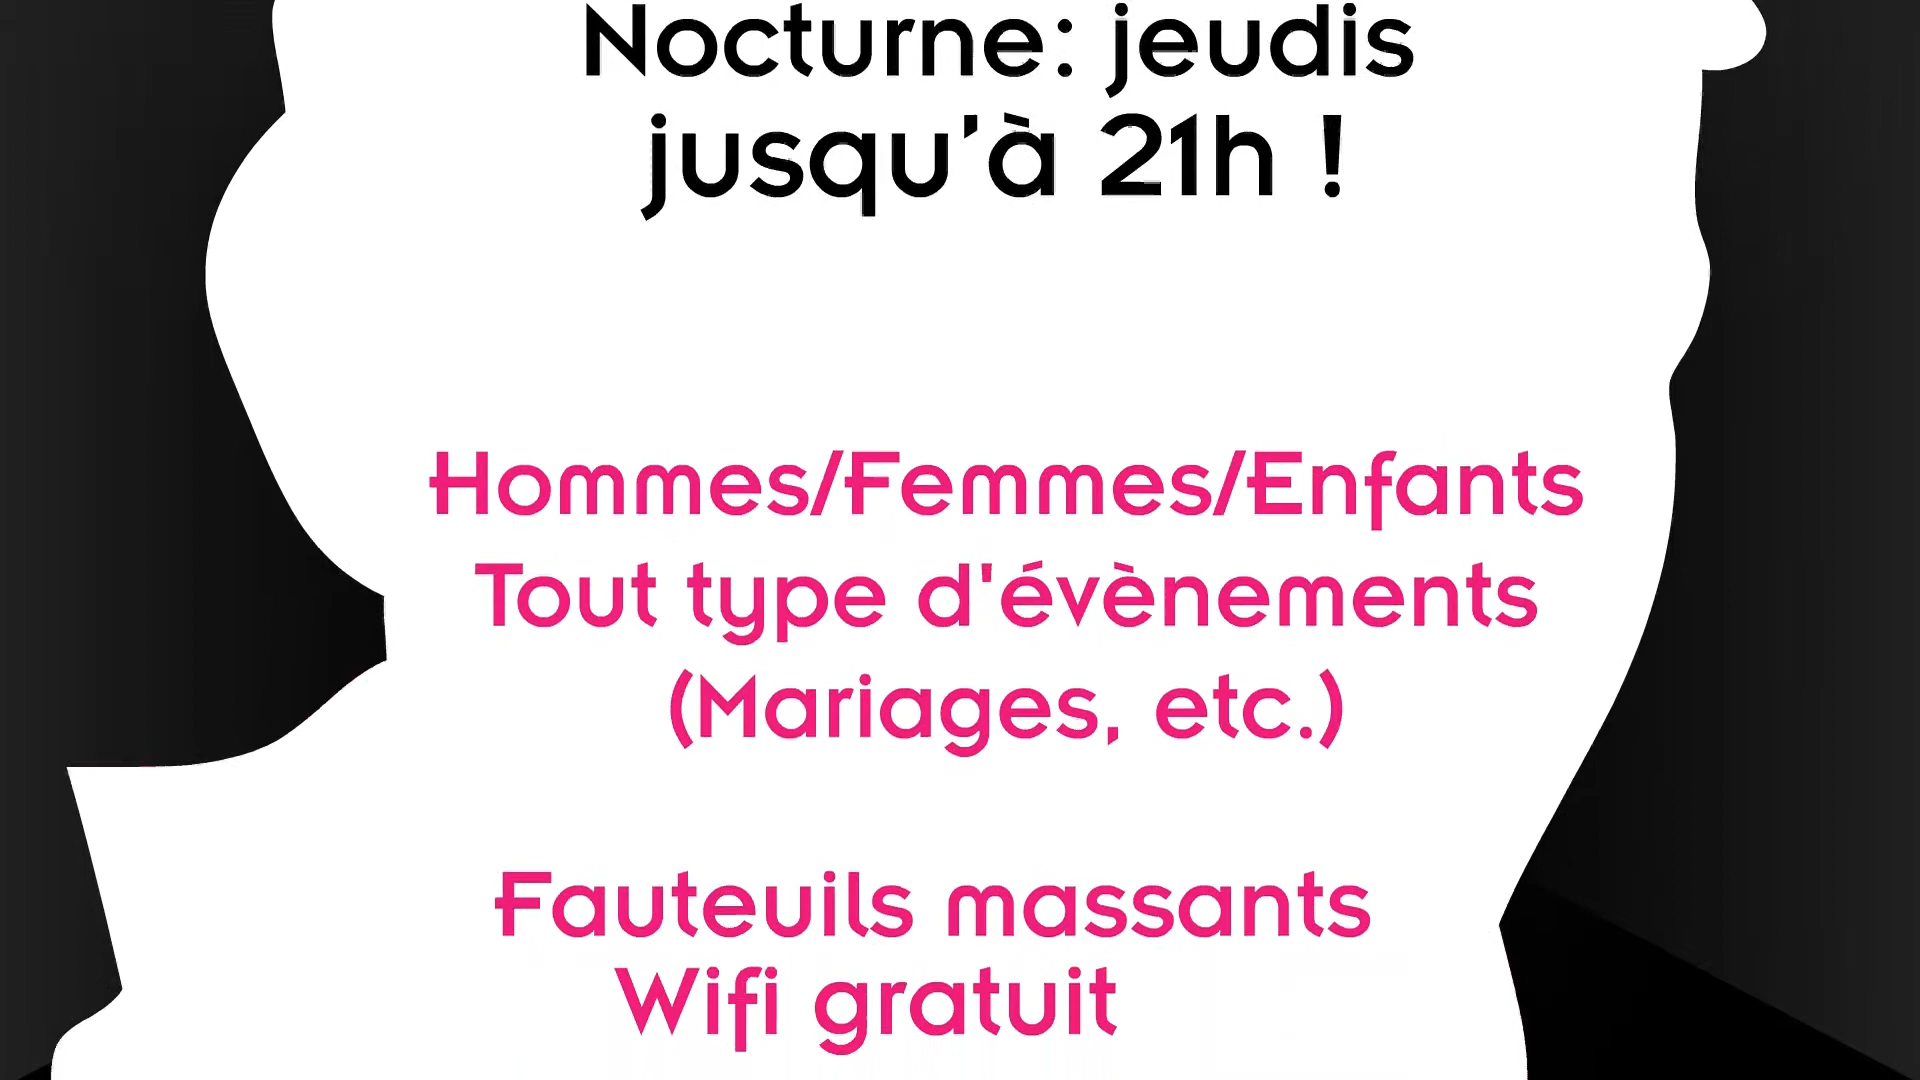 Nocturne: jeudis
jusqu'à 21h !
Hommes/Femmes/Enfants
Tout type d'évènements
(Mariages, etc.)
Fauteuils massants
Wifi gratuit